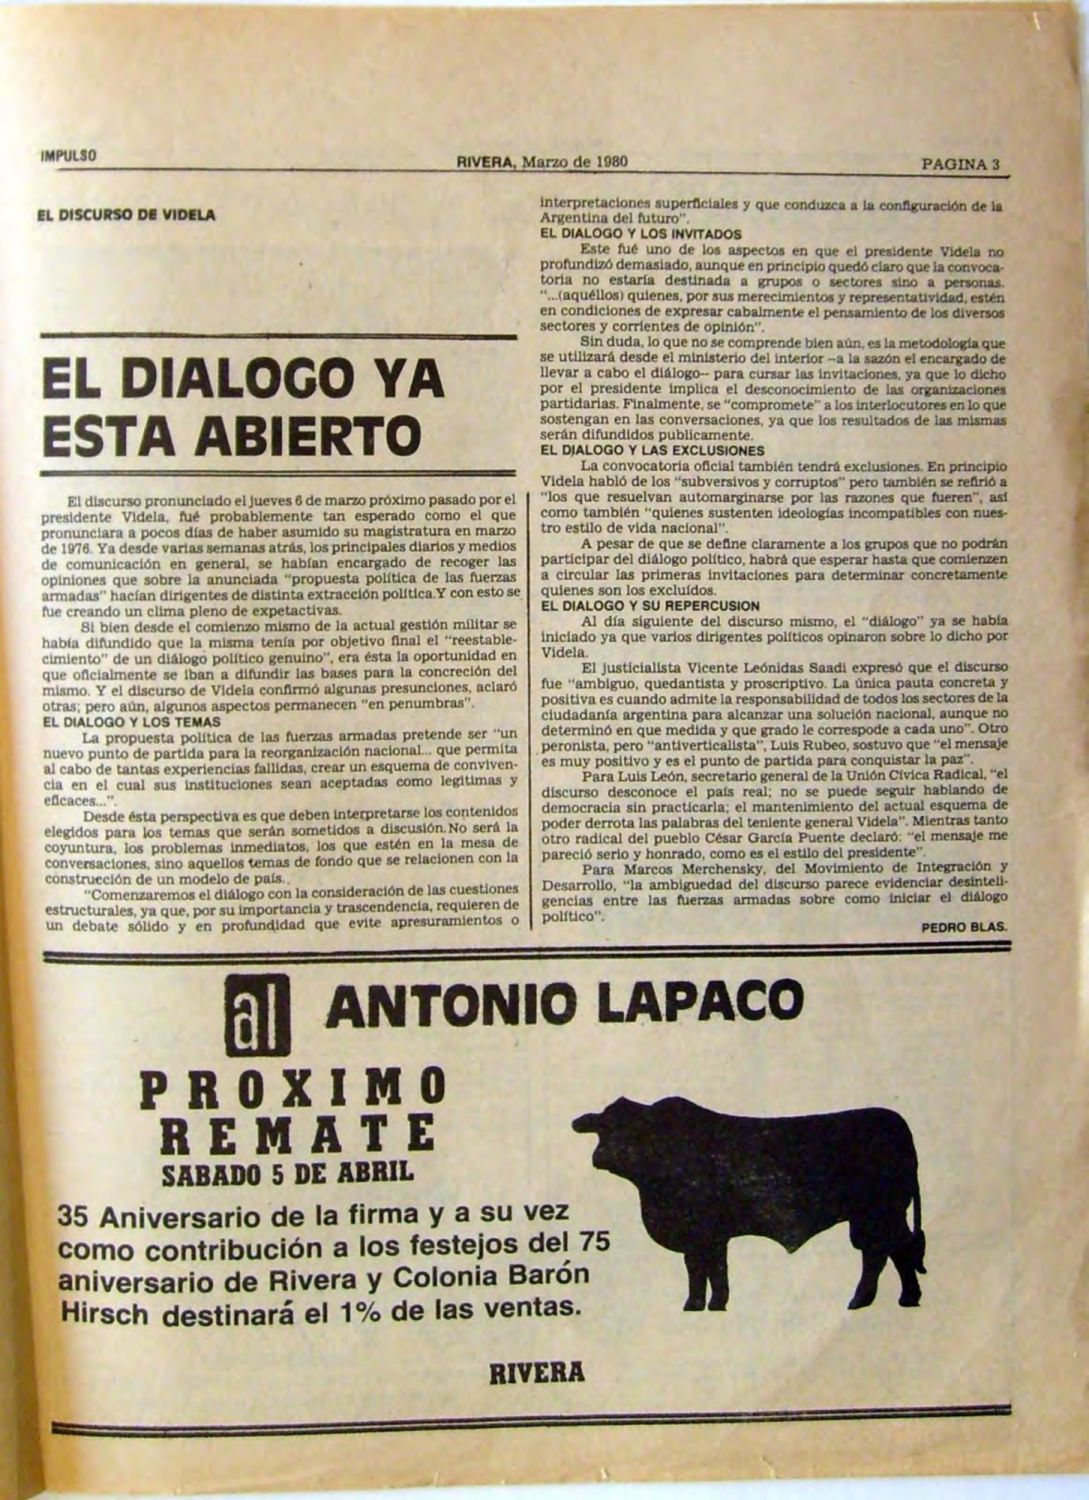 IMPULSO
RIVERA, Marzo de 1980
PAGINA 3
EL DISCURSO DE VIDELA
EL DIALOGO YA
ESTA ABIERTO
El discurso pronunciado el jueves 6 de marzo próximo pasado por el
presidente Videla, fué probablemente tan esperado como el que
pronunciara a pocos días de haber asumido su magistratura en marzo
de 1976. Ya desde varias semanas atrás, los principales diarios y medios
de comunicación en general, se habían encargado de recoger las
opiniones que sobre la anunciada "propuesta política de las fuerzas
armadas" hacían dirigentes de distinta extracción política.Y con esto se
fue creando un clima pleno de expetactivas.
Si bien desde el comienzo mismo de la actual gestión militar se
había difundido que la misma tenía por objetivo final el "reestable-
cimiento" de un diálogo político genuino", era ésta la oportunidad en
que oficialmente se iban a difundir las bases para la concreción del
mismo. Y el discurso de Videla confirmó algunas presunciones, aclaró
otras; pero aún, algunos aspectos permanecen "en penumbras".
EL DIALOGO Y LOS TEMAS
La propuesta política de las fuerzas armadas pretende ser "un
nuevo punto de partida para la reorganización nacional... que permita
al cabo de tantas experiencias fallidas, crear un esquema de conviven-
cia en el cual sus instituciones sean aceptadas como legítimas y
eficaces...".
Desde ésta perspectiva es que deben interpretarse los contenidos
elegidos para los temas que serán sometidos a discusión.No será la
coyuntura, los problemas inmediatos, los que estén en la mesa de
conversaciones, sino aquellos temas de fondo que se relacionen con la
construcción de un modelo de país..
"Comenzaremos el diálogo con la consideración de las cuestiones
estructurales, ya que, por su importancia y trascendencia, requieren de
un debate sólido y en profundidad que evite apresuramientos o
interpretaciones superficiales y que conduzca a la configuración de la
Argentina del futuro".
EL DIALOGO Y LOS INVITADOS
Este fué uno de los aspectos en que el presidente Videla no
profundizó demasiado, aunque en principio quedó claro que la convoca-
toria no estaría destinada a grupos o sectores sino a personas.
"...(aquéllos) quienes, por sus merecimientos y representatividad, estén
en condiciones de expresar cabalmente el pensamiento de los diversos
sectores y corrientes de opinión".
Sin duda, lo que no se comprende bien aún, es la metodología que
se utilizará desde el ministerio del interior –a la sazón el encargado de
llevar a cabo el diálogo– para cursar las invitaciones, ya que lo dicho
por el presidente implica el desconocimiento de las organizaciones
partidarias. Finalmente, se "compromete" a los interlocutores en lo que
sostengan en las conversaciones, ya que los resultados de las mismas
serán difundidos publicamente.
EL DIALOGO Y LAS EXCLUSIONES
La convocatoria oficial también tendrá exclusiones. En principio
Videla habló de los "subversivos y corruptos" pero también se refirió a
"los que resuelvan automarginarse por las razones que fueren", así
como también "quienes sustenten ideologías incompatibles con nues-
tro estilo de vida nacional".
A pesar de que se define claramente a los grupos que no podrán
participar del diálogo político, habrá que esperar hasta que comienzen
a circular las primeras invitaciones para determinar concretamente
quienes son los excluídos.
EL DIALOGO Y SU REPERCUSION
Al día siguiente del discurso mismo, el "diálogo" ya se había
iniciado ya que varios dirigentes políticos opinaron sobre lo dicho por
Videla.
El justicialista Vicente Leónidas Saadi expresó que el discurso
fue "ambiguo, quedantista y proscriptivo. La única pauta concreta y
positiva es cuando admite la responsabilidad de todos los sectores de la
ciudadanía argentina para alcanzar una solución nacional, aunque no
determinó en que medida y que grado le correspode a cada uno". Otro
peronista, pero "antiverticalista", Luis Rubeo, sostuvo que "el mensaje
es muy positivo y es el punto de partida para conquistar la paz".
Para Luis León, secretario general de la Unión Cívica Radical, "el
discurso desconoce el país real; no se puede seguir hablando de
democracia sin practicarla; el mantenimiento del actual esquema de
poder derrota las palabras del teniente general Videla". Mientras tanto
otro radical del pueblo César García Puente declaró: "el mensaje me
pareció serio y honrado, como es el estilo del presidente".
Para Marcos Merchensky, del Movimiento de Integración y
Desarrollo, "la ambiguedad del discurso parece evidenciar desinteli-
gencias entre las fuerzas armadas sobre como iniciar el diálogo
político".
PEDRO BLAS.
al ANTONIO LAPACO
PROXIMO
REMATE
SABADO 5 DE ABRIL
35 Aniversario de la firma y a su vez
como contribución a los festejos del 75
aniversario de Rivera y Colonia Barón
Hirsch destinará el 1% de las ventas.
RIVERA